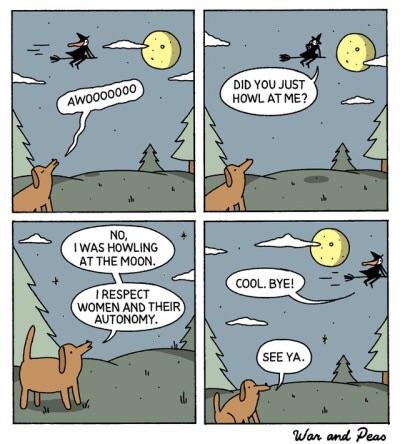 AWOOOOOOO
DID YOU JUST
HOWL AT ME?
NO,
I WAS HOWLING
AT THE MOON.
I RESPECT
WOMEN AND THEIR
AUTONOMY.
COOL. BYE!
SEE YA.
War and Peas